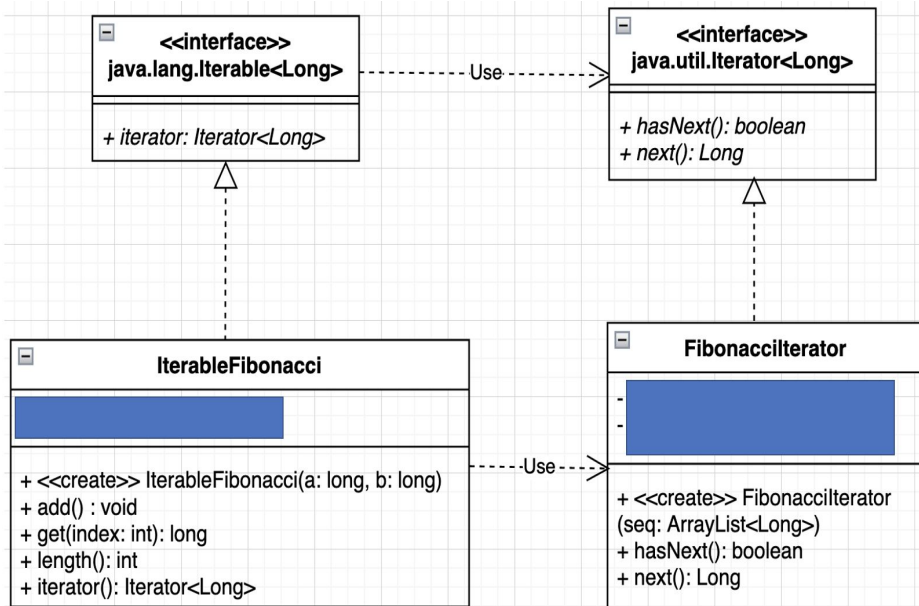 <<interface>>
java.lang.Iterable<Long>
+ iterator: Iterator<Long>
Use
<<interface>>
java.util.Iterator<Long>
+ hasNext(): boolean
+ next(): Long
IterableFibonacci
+ <<create>> IterableFibonacci(a: long, b: long)
+ add() : void
+ get(index: int): long
+ length(): int
+ iterator(): Iterator<Long>
Use
FibonacciIterator
-
-
+ <<create>> FibonacciIterator
(seq: ArrayList<Long>)
+ hasNext(): boolean
+ next(): Long